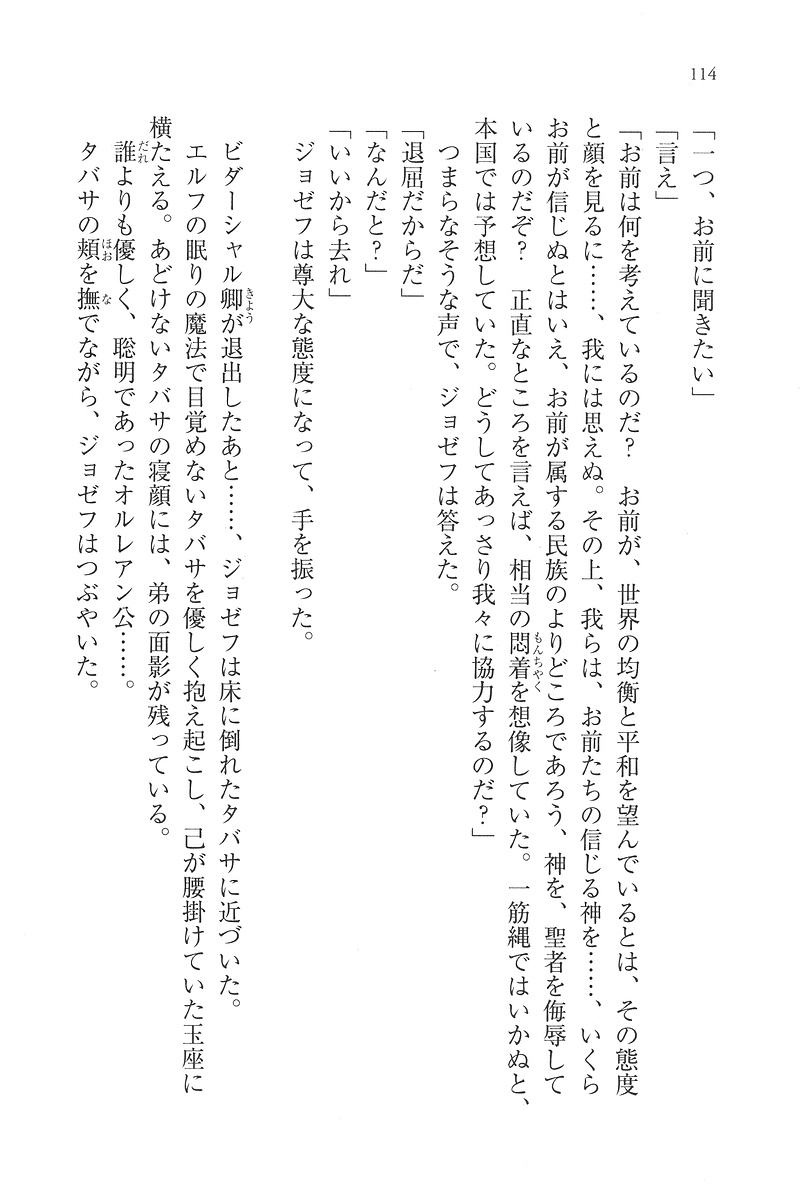 114
「一つ、お前に聞きたい」
「言え」
「お前は何を考えているのだ？　お前が、世界の均衡と平和を望んでいるとは、その態度
と顔を見るに……、我には思えぬ。その上、我らは、お前たちの信じる神を……、いくら
お前が信じぬとはいえ、お前が属する民族のよりどころであろう、神を、聖者を侮辱して
いるのだぞ？　正直なところを言えば、相当の悶着もんちゃくを想像していた。一筋縄ではいかぬと、
本国では予想していた。どうしてあっさり我々に協力するのだ？」
つまらなそうな声で、ジョゼフは答えた。
「退屈だからだ」
「なんだと？」
「いいから去れ」
ジョゼフは尊大な態度になって、手を振った。
ビダーシャル卿きょうが退出したあと……、ジョゼフは床に倒れたタバサに近づいた。
エルフの眠りの魔法で目覚めないタバサを優しく抱え起こし、己が腰掛けていた玉座に
横たえる。あどけないタバサの寝顔には、弟の面影が残っている。
誰だれよりも優しく、聡明であったオルレアン公……。
タバサの頬ほおを撫なでながら、ジョゼフはつぶやいた。